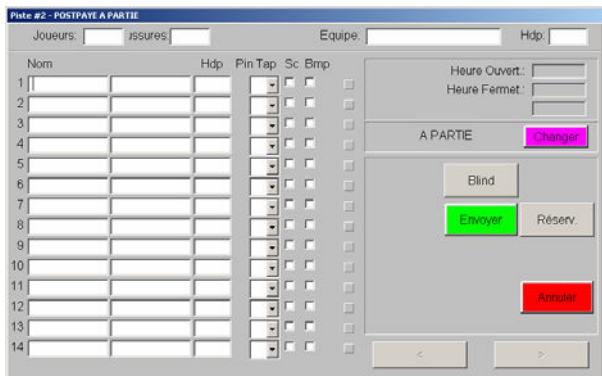 Piste #2 - POSTPAYE A PARTIE
Joueurs: ssures: Equipe: Hdp:
Nom Hdp Pin Tap Sc Bmp
Heure Ouvert.:
Heure Fermet.:
A PARTIE Changer
Blind
Envoyer Réserv.
Annuler
< >
1
2
3
4
5
6
7
8
9
10
11
12
13
14